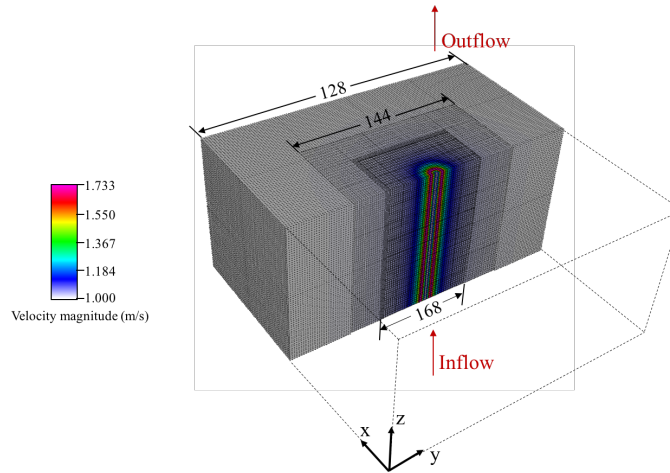 Outflow
128
144
1.733
1.550
1.367
1.184
1.000
Velocity magnitude (m/s)
168
Inflow
z
x
y